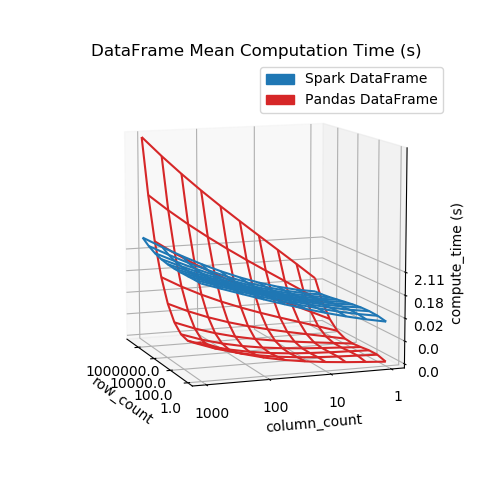 DataFrame Mean Computation Time (s)
Spark DataFrame
Pandas DataFrame
compute_time (s)
2.11
0.18
0.02
0.0
0.0
1000000.0
10000.0
100.0
1.0
row_count
1000
100
10
1
column_count